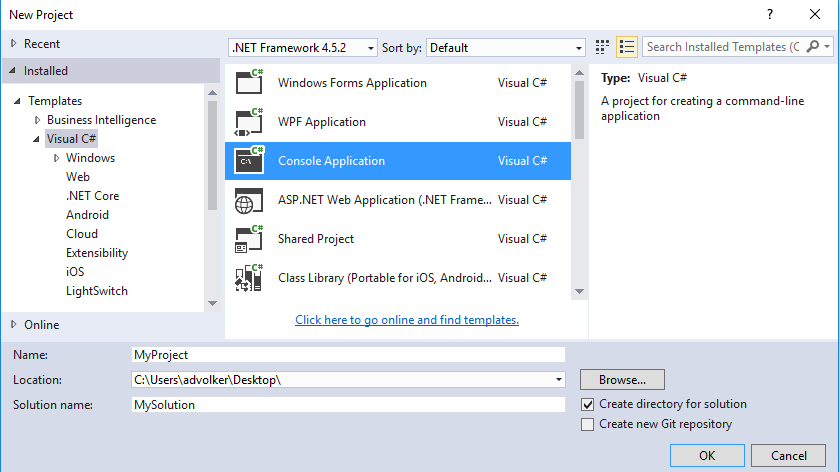 New Project
? 
Recent
.NET Framework 4.5.2
Sort by:
Default
Search Installed Templates (C
Installed
Templates
Business Intelligence
Visual C#
Windows
Web
.NET Core
Android
Cloud
Extensibility
iOS
LightSwitch
Online
C# Windows Forms Application Visual C#
C# WPF Application Visual C#
C# C:\ Console Application Visual C#
C# ASP.NET Web Application (.NET Frame... Visual C#
C# Shared Project Visual C#
C# Class Library (Portable for iOS, Android... Visual C#
Click here to go online and find templates.
Type: Visual C#
A project for creating a command-line
application
Name: MyProject
Location: C:\Users\advolker\Desktop\
Browse...
Solution name: MySolution
Create directory for solution
Create new Git repository
OK
Cancel